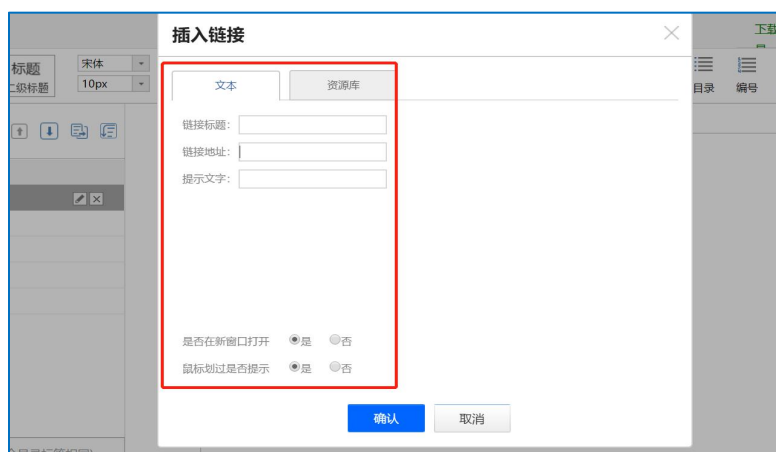 插入链接
下载
标题
宋体
二级标题
10px
文本
资源库
目录
编号
链接标题:
链接地址:
提示文字:
是否在新窗口打开
是
否
鼠标划过是否提示
是
否
确认
取消